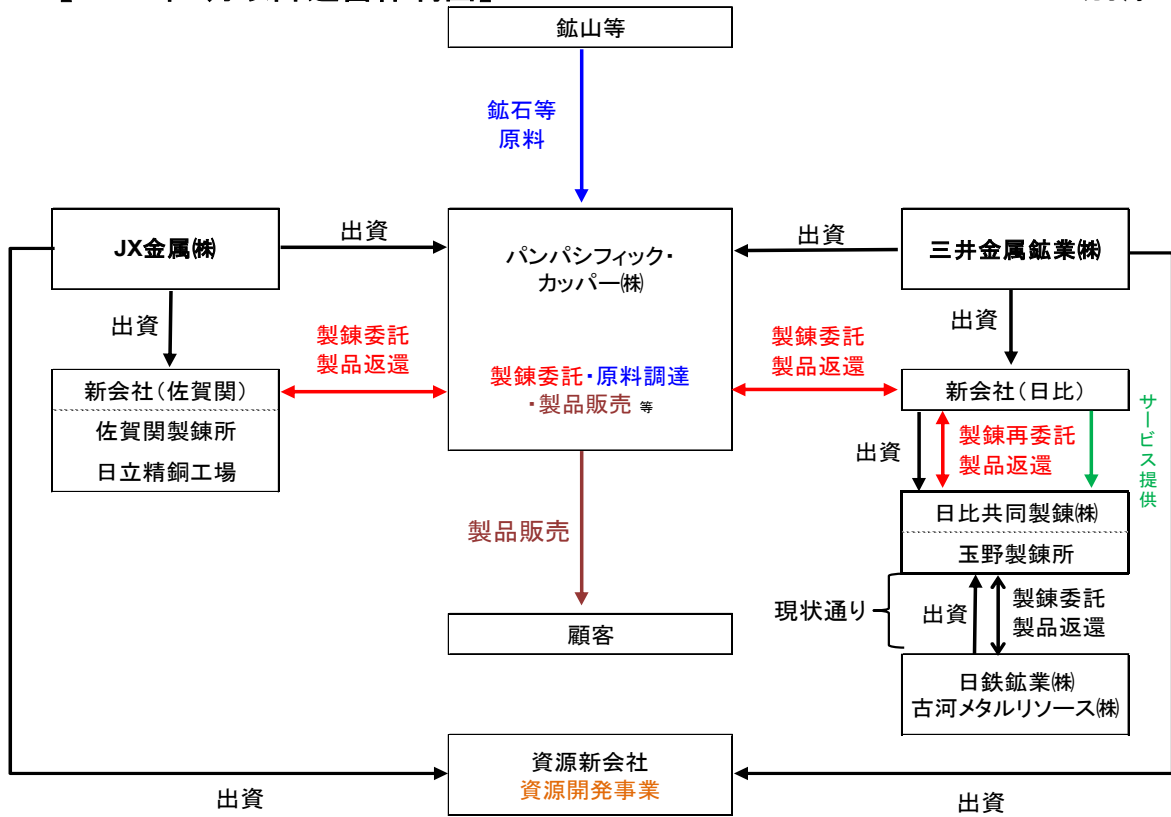 鉱山等
鉱石等
原料
JX金属㈱
出資
パンパシフィック・
カッパー㈱
出資
三井金属鉱業㈱
出資
製錬委託
製品返還
製錬委託・原料調達
・製品販売 等
製錬委託
製品返還
出資
新会社（佐賀関）
佐賀関製錬所
日立精銅工場
新会社（日比）
出資
製錬再委託
製品返還
サービス提供
日比共同製錬㈱
玉野製錬所
製品販売
現状通り
出資
製錬委託
製品返還
顧客
日鉄鉱業㈱
古河メタルリソース㈱
資源新会社
資源開発事業
出資
出資